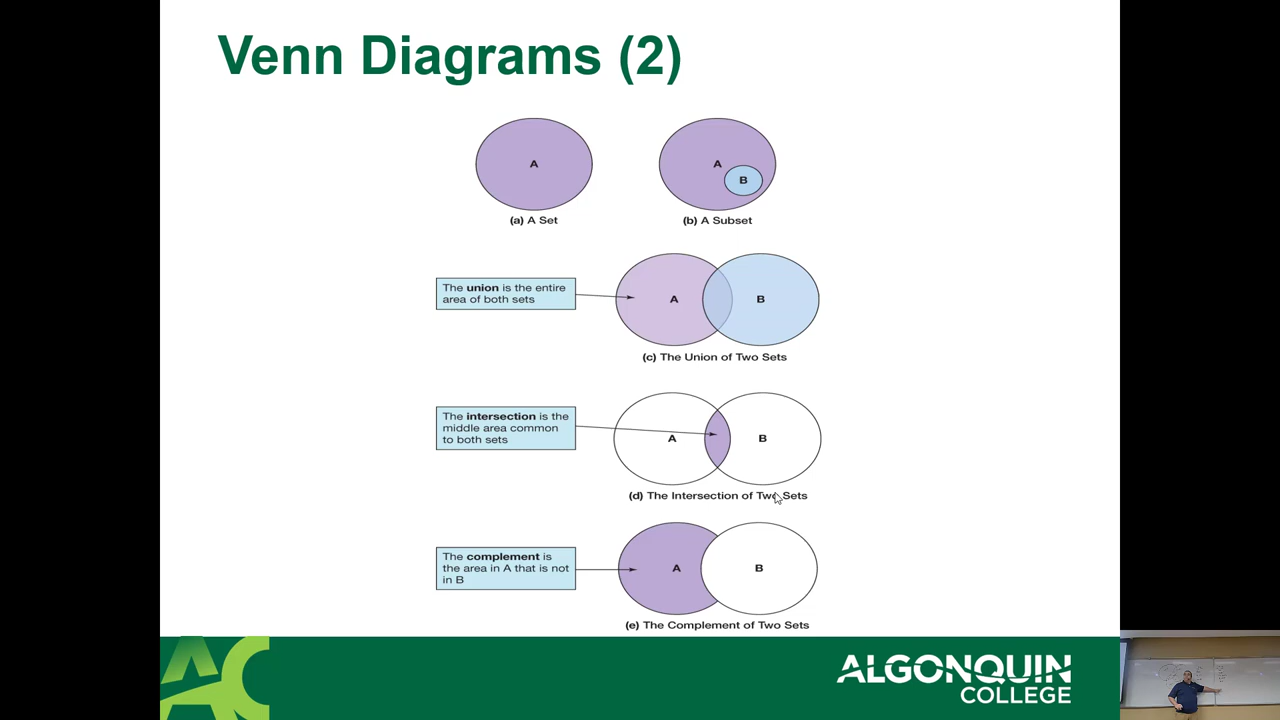 Venn Diagrams (2)
A
(a) A Set
A
B
(b) A Subset
The union is the entire
area of both sets
A
B
(c) The Union of Two Sets
The intersection is the
middle area common
to both sets
A
B
(d) The Intersection of Two Sets
The complement is
the area in A that is not
in B
A
B
(e) The Complement of Two Sets
AC
ALGONQUIN
COLLEGE